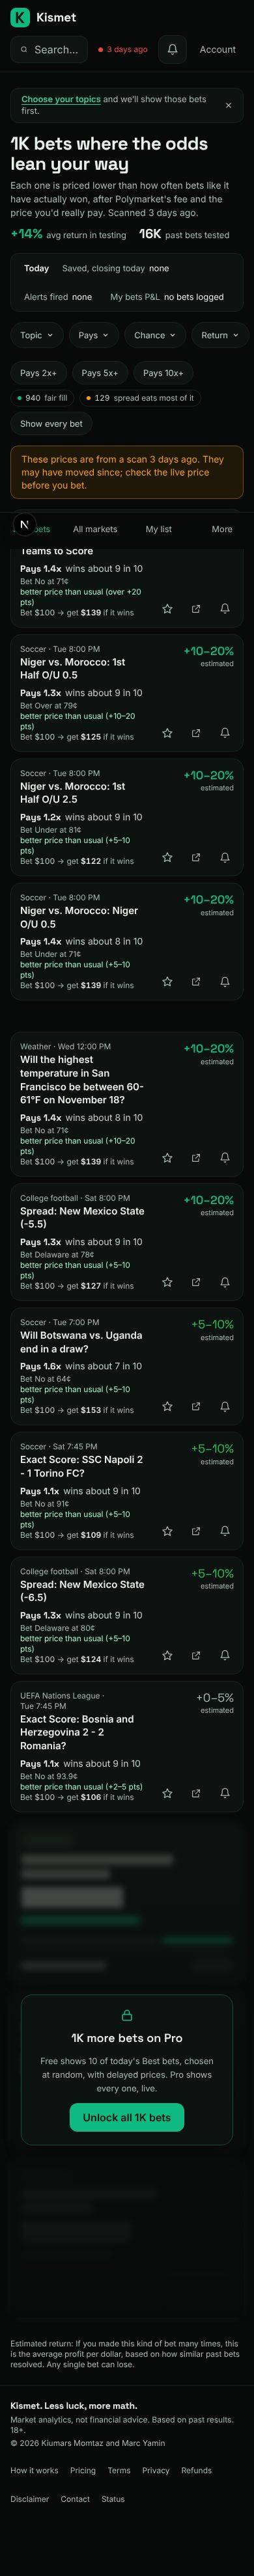 K Kismet
Search...
3 days ago
Account
Choose your topics and we'll show those bets
first.
1K bets where the odds
lean your way
Each one is priced lower than how often bets like it
have actually won, after Polymarket's fee and the
price you'd really pay. Scanned 3 days ago.
+14% avg return in testing 16K past bets tested
Today Saved, closing today none
Alerts fired none My bets P&L no bets logged
Topic Pays Chance Return
Pays 2x+ Pays 5x+ Pays 10x+
940 fair fill 129 spread eats most of it
Show every bet
These prices are from a scan 3 days ago. They
may have moved since; check the live price
before you bet.
N bets All markets My list More
Teams to Score
Pays 1.4x wins about 9 in 10
Bet No at 71¢
better price than usual (over +20
pts)
Bet $100 → get $139 if it wins
Soccer · Tue 8:00 PM
+10–20%
estimated
Niger vs. Morocco: 1st
Half O/U 0.5
Pays 1.3x wins about 9 in 10
Bet Over at 79¢
better price than usual (+10–20
pts)
Bet $100 → get $125 if it wins
Soccer · Tue 8:00 PM
+10–20%
estimated
Niger vs. Morocco: 1st
Half O/U 2.5
Pays 1.2x wins about 9 in 10
Bet Under at 81¢
better price than usual (+5–10
pts)
Bet $100 → get $122 if it wins
Soccer · Tue 8:00 PM
+10–20%
estimated
Niger vs. Morocco: Niger
O/U 0.5
Pays 1.4x wins about 8 in 10
Bet Under at 71¢
better price than usual (+5–10
pts)
Bet $100 → get $139 if it wins
Weather · Wed 12:00 PM
+10–20%
estimated
Will the highest
temperature in San
Francisco be between 60-
61°F on November 18?
Pays 1.4x wins about 8 in 10
Bet No at 71¢
better price than usual (+10–20
pts)
Bet $100 → get $139 if it wins
College football · Sat 8:00 PM
+10–20%
estimated
Spread: New Mexico State
(-5.5)
Pays 1.3x wins about 9 in 10
Bet Delaware at 78¢
better price than usual (+5–10
pts)
Bet $100 → get $127 if it wins
Soccer · Tue 7:00 PM
+5–10%
estimated
Will Botswana vs. Uganda
end in a draw?
Pays 1.6x wins about 7 in 10
Bet No at 64¢
better price than usual (+5–10
pts)
Bet $100 → get $153 if it wins
Soccer · Sat 7:45 PM
+5–10%
estimated
Exact Score: SSC Napoli 2
- 1 Torino FC?
Pays 1.1x wins about 9 in 10
Bet No at 91¢
better price than usual (+5–10
pts)
Bet $100 → get $109 if it wins
College football · Sat 8:00 PM
+5–10%
estimated
Spread: New Mexico State
(-6.5)
Pays 1.3x wins about 9 in 10
Bet Delaware at 80¢
better price than usual (+5–10
pts)
Bet $100 → get $124 if it wins
UEFA Nations League ·
Tue 7:45 PM
+0–5%
estimated
Exact Score: Bosnia and
Herzegovina 2 - 2
Romania?
Pays 1.1x wins about 9 in 10
Bet No at 93.9¢
better price than usual (+2–5 pts)
Bet $100 → get $106 if it wins
1K more bets on Pro
Free shows 10 of today's Best bets, chosen
at random, with delayed prices. Pro shows
every one, live.
Unlock all 1K bets
Estimated return: If you made this kind of bet many times, this
is the average profit per dollar, based on how similar past bets
resolved. Any single bet can lose.
Kismet. Less luck, more math.
Market analytics, not financial advice. Based on past results.
18+.
© 2026 Kiumars Momtaz and Marc Yamin
How it works Pricing Terms Privacy Refunds
Disclaimer Contact Status